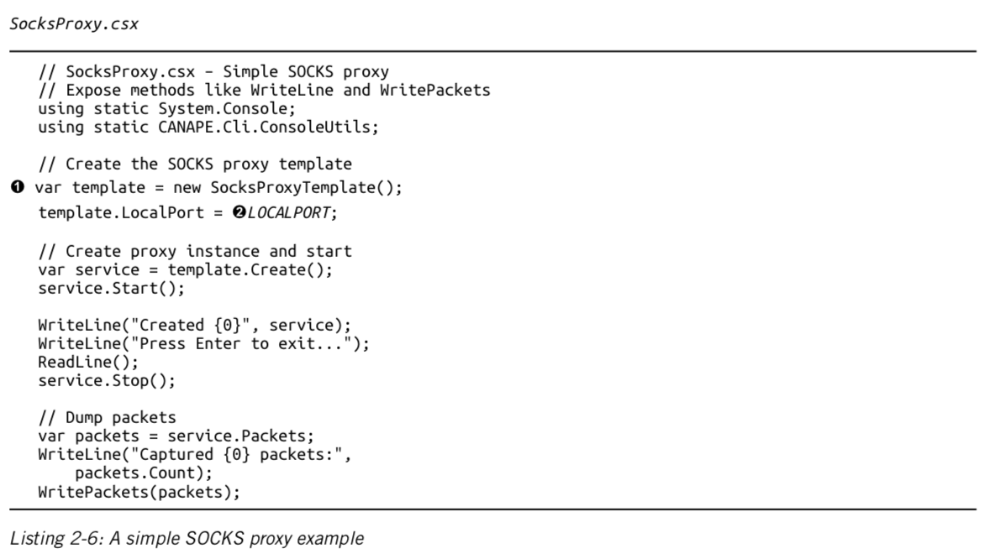 SocksProxy.csx
// SocksProxy.csx – Simple SOCKS proxy
// Expose methods like WriteLine and WritePackets
using static System.Console;
using static CANAPE.Cli.ConsoleUtils;
// Create the SOCKS proxy template
❶ var template = new SocksProxyTemplate();
template.LocalPort = ❷LOCALPORT;
// Create proxy instance and start
var service = template.Create();
service.Start();
WriteLine("Created {0}", service);
WriteLine("Press Enter to exit...");
ReadLine();
service.Stop();
// Dump packets
var packets = service.Packets;
WriteLine("Captured {0} packets:",
packets.Count);
WritePackets(packets);
Listing 2-6: A simple SOCKS proxy example